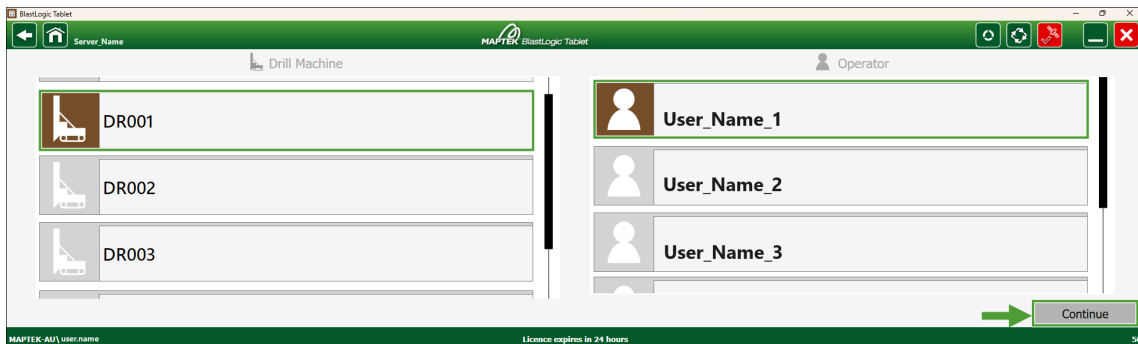 BlastLogic Tablet
Server_Name
MAPTEK BlastLogic Tablet
Drill Machine
Operator
DR001
User_Name_1
DR002
User_Name_2
DR003
User_Name_3
Continue
MAPTEK-AU\user.name
Licence expires in 24 hours